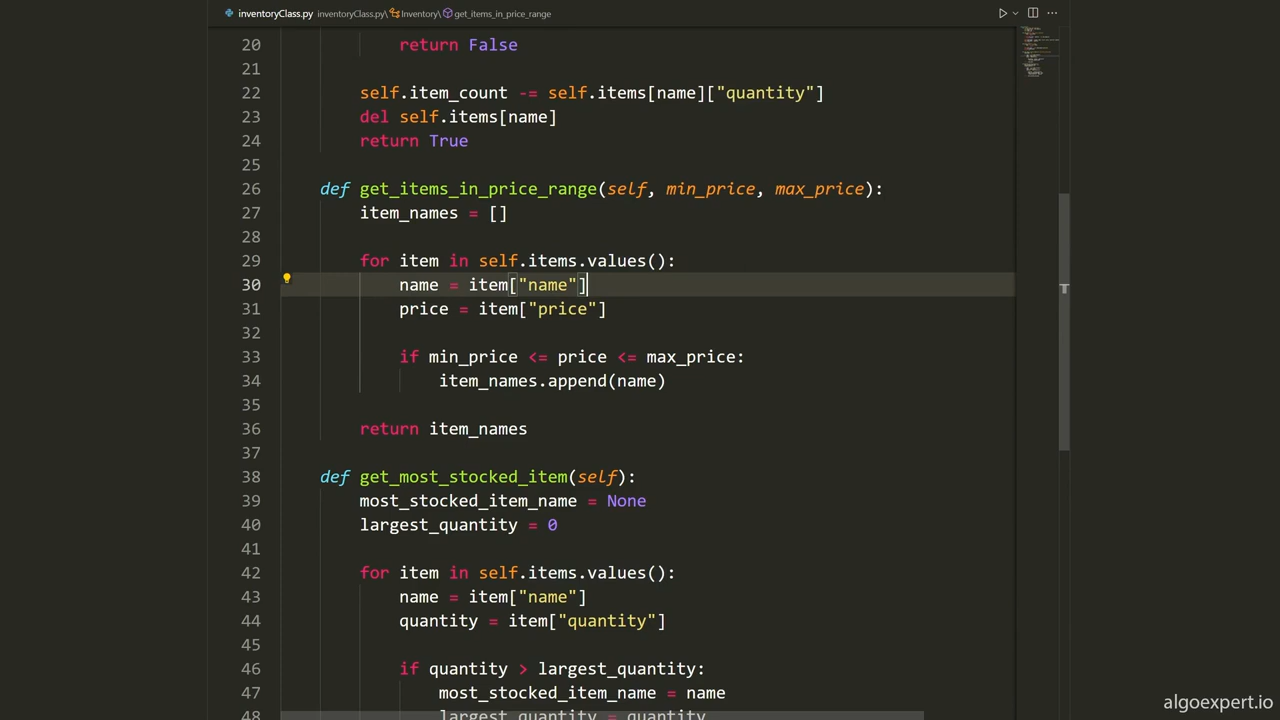 inventoryClass.py inventoryClass.py\Inventory\get_items_in_price_range
20 return False
21
22 self.item_count -= self.items[name]["quantity"]
23 del self.items[name]
24 return True
25
26 def get_items_in_price_range(self, min_price, max_price):
27 item_names = []
28
29 for item in self.items.values():
30 name = item["name"]
31 price = item["price"]
32
33 if min_price <= price <= max_price:
34 item_names.append(name)
35
36 return item_names
37
38 def get_most_stocked_item(self):
39 most_stocked_item_name = None
40 largest_quantity = 0
41
42 for item in self.items.values():
43 name = item["name"]
44 quantity = item["quantity"]
45
46 if quantity > largest_quantity:
47 most_stocked_item_name = name
48 largest_quantity = quantity
algoexpert.io